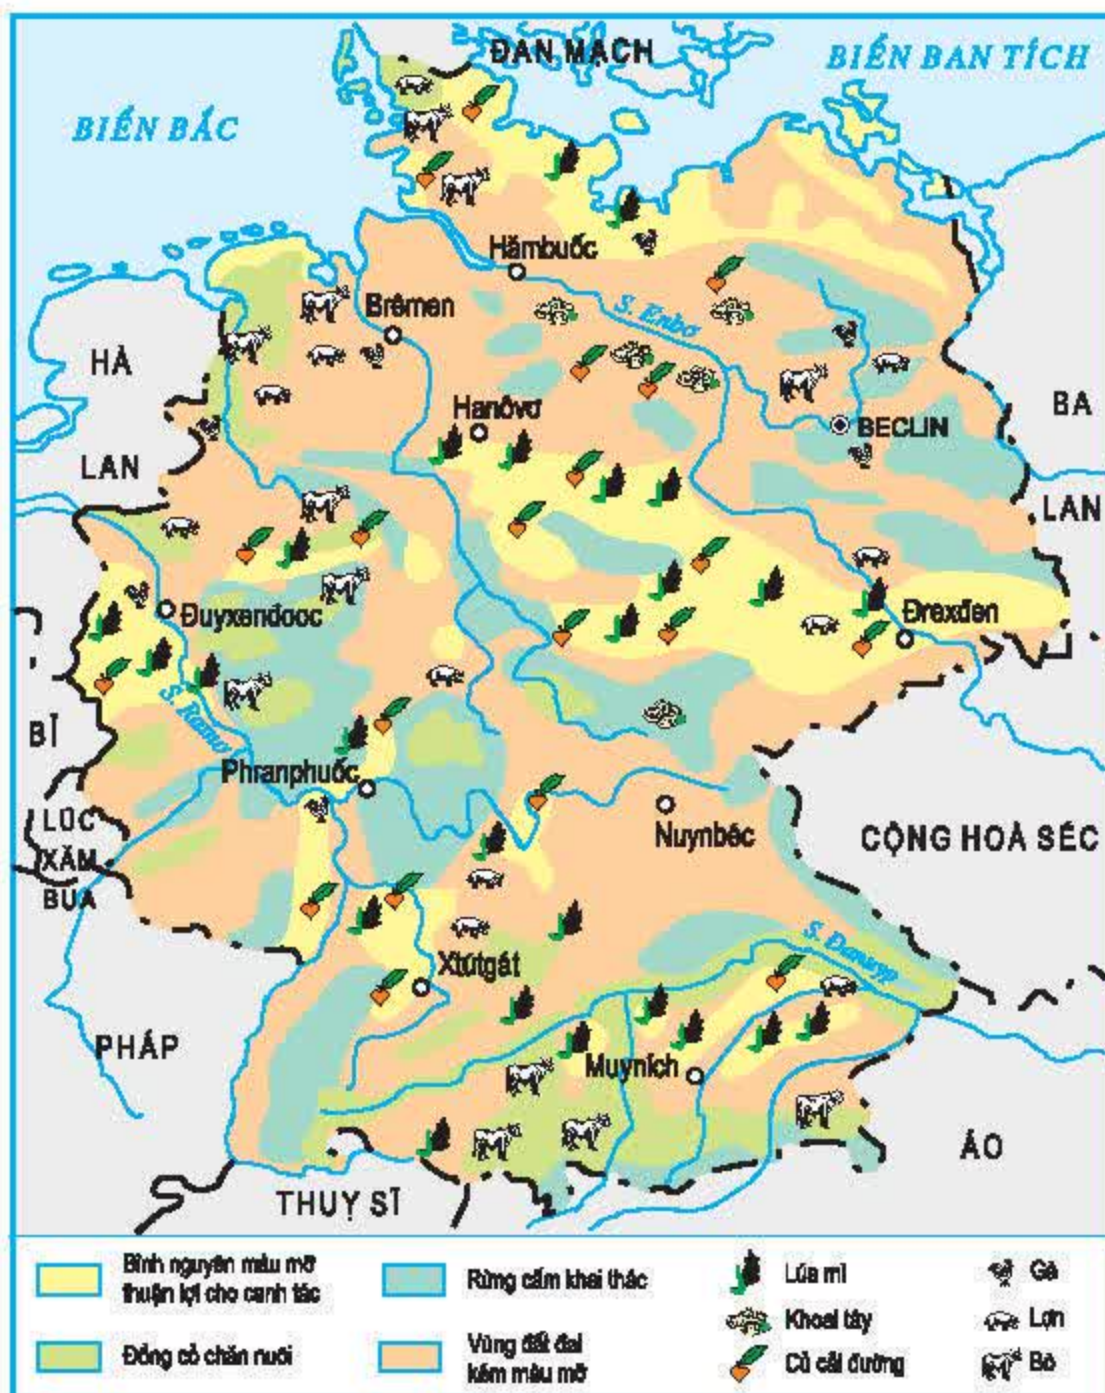 ĐAN MẠCH
BIỂN BAN TÍCH
BIỂN BẮC
Hămbuốc
S. Enbơ
Brêmen
HÀ
LAN
Hanôvơ
BECLIN
BA
LAN
Đuyxenđooc
Đrexđen
S. Rainơ
BỈ
Phranphuốc
Nuynbéc
LÚC
XĂM
BUA
CỘNG HOÀ SÉC
Xtútgát
S. Đanuyp
PHÁP
Muyních
ÁO
THUỴ SĨ
Bình nguyên màu mỡ
thuận lợi cho canh tác
Rừng cấm khai thác
Đồng cỏ chăn nuôi
Vùng đất đai
kém màu mỡ
Lúa mì
Khoai tây
Củ cải đường
Gà
Lợn
Bò